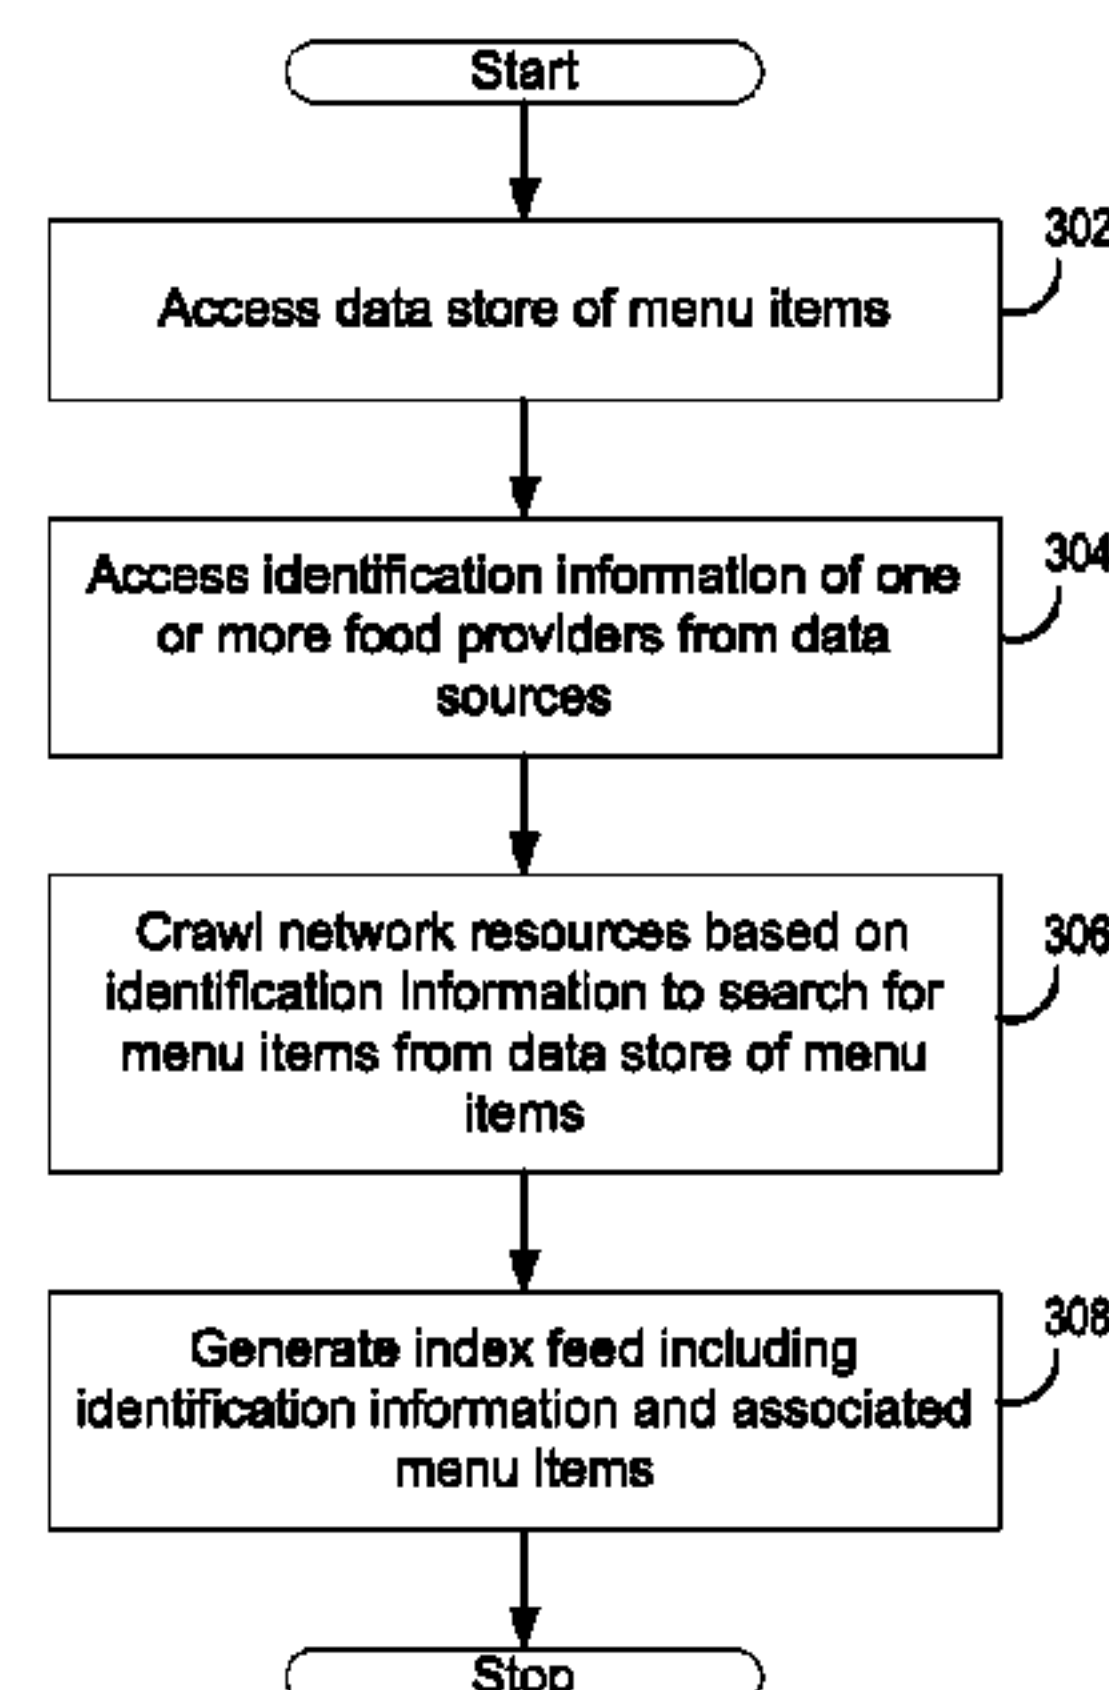 Start
302
Access data store of menu items
304
Access identification information of one
or more food providers from data
sources
306
Crawl network resources based on
identification information to search for
menu items from data store of menu
items
308
Generate index feed including
identification information and associated
menu items
Stop